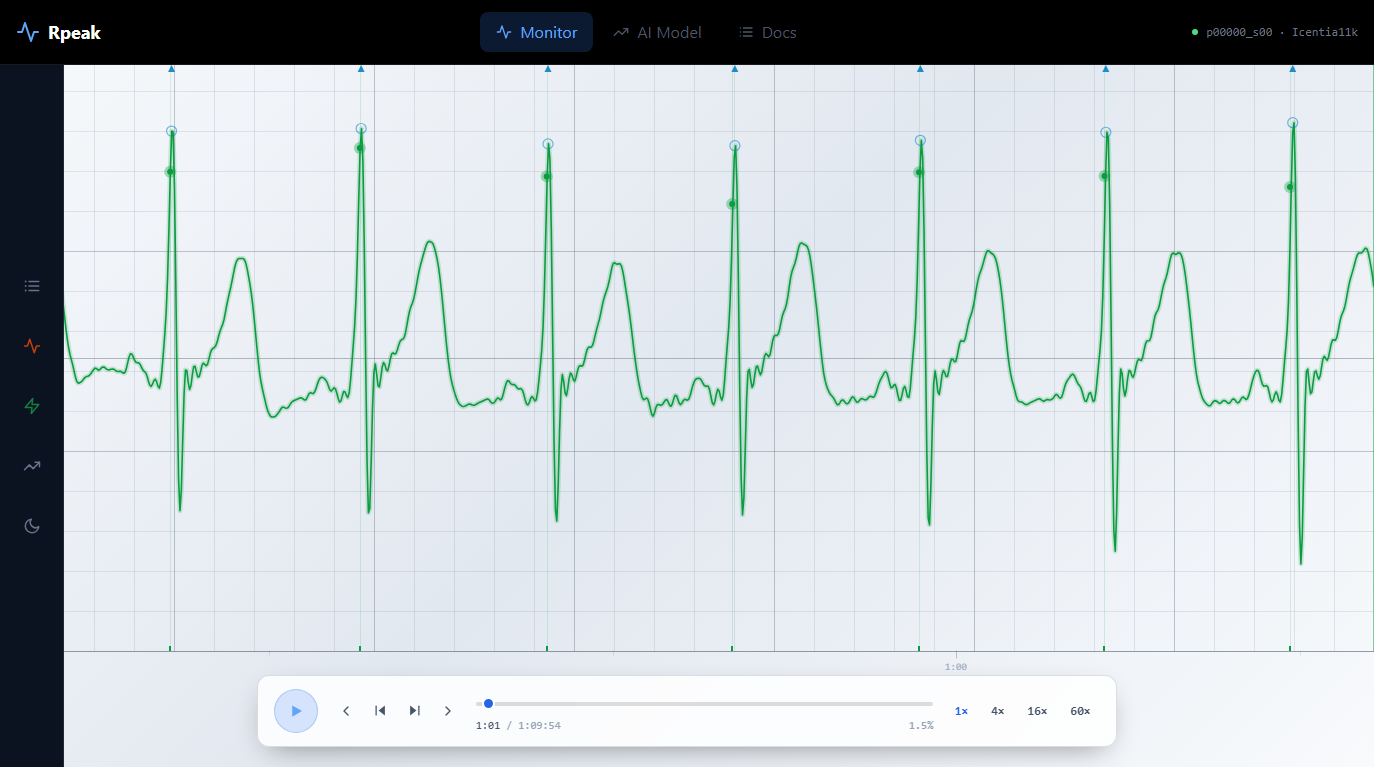 Rpeak
Monitor
AI Model
Docs
p00000_s00 · Icentia11k
1:00
1:01 / 1:09:54
1.5%
1×
4×
16×
60×